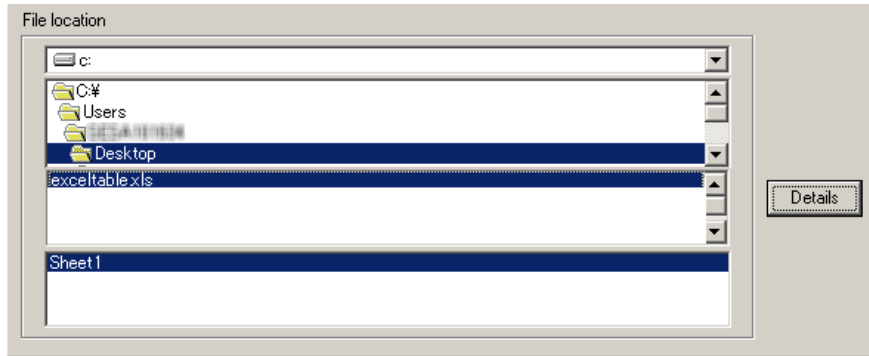 File location
c:
C:¥
Users
Desktop
exceltable.xls
Details
Sheet1